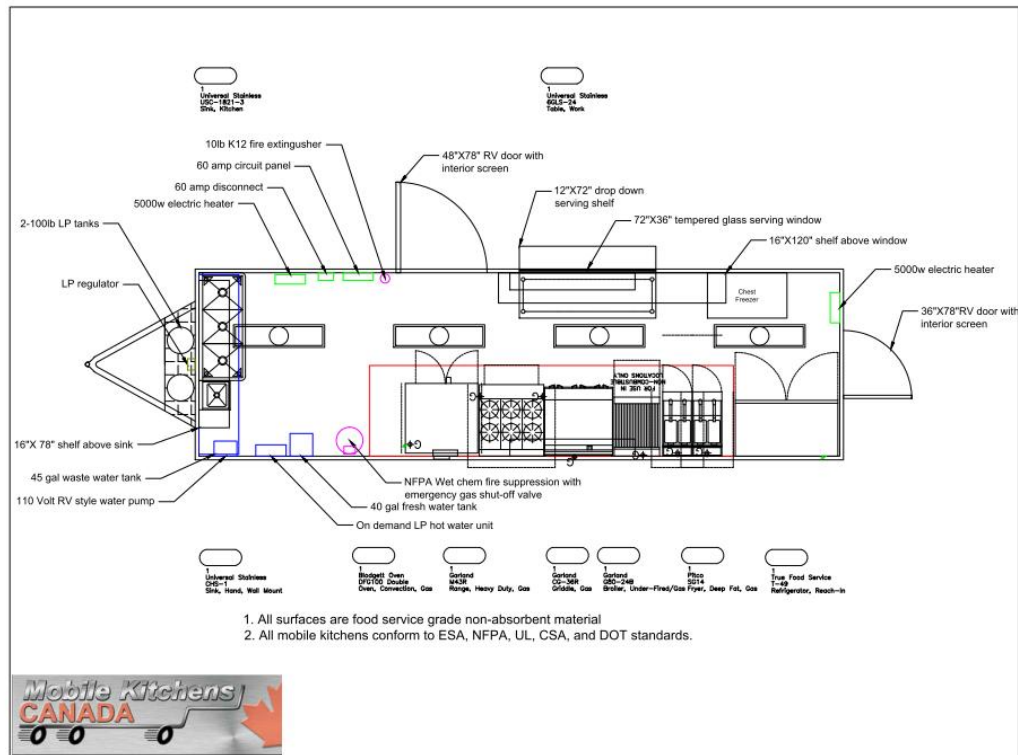 1
Universal Stainless
USC-1821-3
Sink, Kitchen
1
Universal Stainless
6GLS-24
Table, Work
10lb K12 fire extingusher
60 amp circuit panel
60 amp disconnect
5000w electric heater
2-100lb LP tanks
LP regulator
48"X78" RV door with
interior screen
12"X72" drop down
serving shelf
72"X36" tempered glass serving window
16"X120" shelf above window
5000w electric heater
36"X78"RV door with
interior screen
Chest
Freezer
FOR USE IN
NON-COMBUSTIBLE
LOCATIONS ONLY
16"X 78" shelf above sink
45 gal waste water tank
110 Volt RV style water pump
NFPA Wet chem fire suppression with
emergency gas shut-off valve
40 gal fresh water tank
On demand LP hot water unit
1
Universal Stainless
CHS-1
Sink, Hand, Wall Mount
1
Blodgett Oven
DFG100 Double
Oven, Convection, Gas
1
Garland
M43R
Range, Heavy Duty, Gas
1
Garland
CG-36R
Griddle, Gas
1
Garland
GBD-24B
Broiler, Under-Fired/Gas
1
Pitco
SG14
Fryer, Deep Fat, Gas
1
True Food Service
T-49
Refrigerator, Reach-In
1. All surfaces are food service grade non-absorbent material
2. All mobile kitchens conform to ESA, NFPA, UL, CSA, and DOT standards.
Mobile Kitchens
CANADA